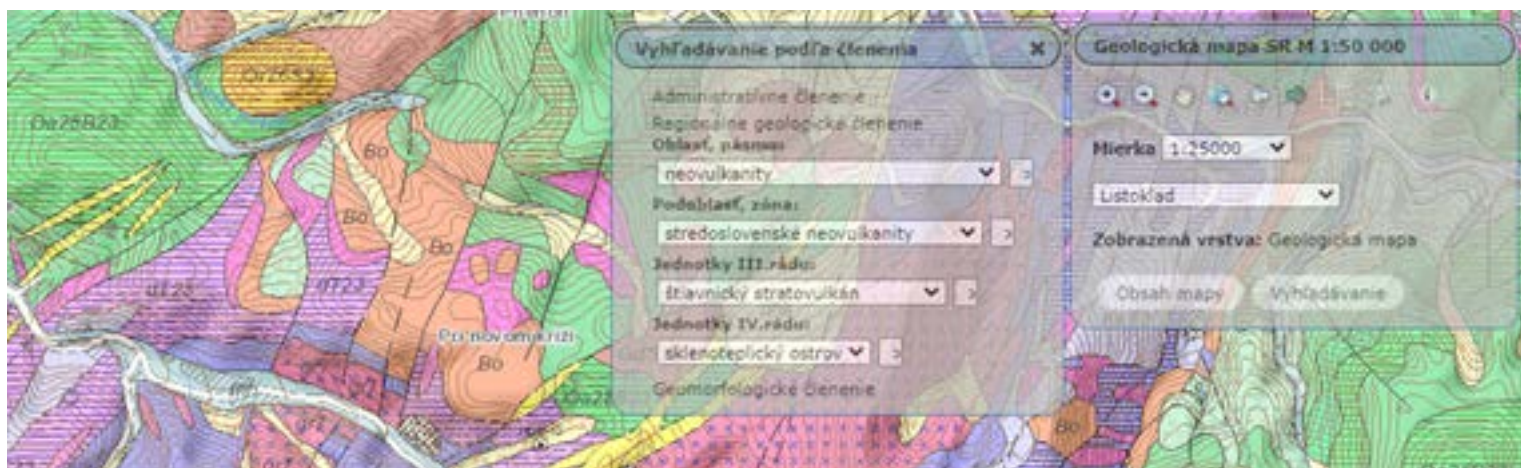 Oa25B23
Bo
Bo
Bo
Pri novom kríži
Bo
Vyhľadávanie podľa členenia
Administratívne členenie
Regionálne geologické členenie
Oblasť, pásmo:
neovulkanity
Podoblasť, zóna:
stredoslovenské neovulkanity
Jednotky III.rádu:
štiavnický stratovulkán
Jednotky IV.rádu:
sklenoteplický ostrov
Geomorfologické členenie
Geologická mapa SR M 1:50 000
Mierka 1:25000
Listoklad
Zobrazená vrstva: Geologická mapa
Obsah mapy Vyhľadávanie
Bo